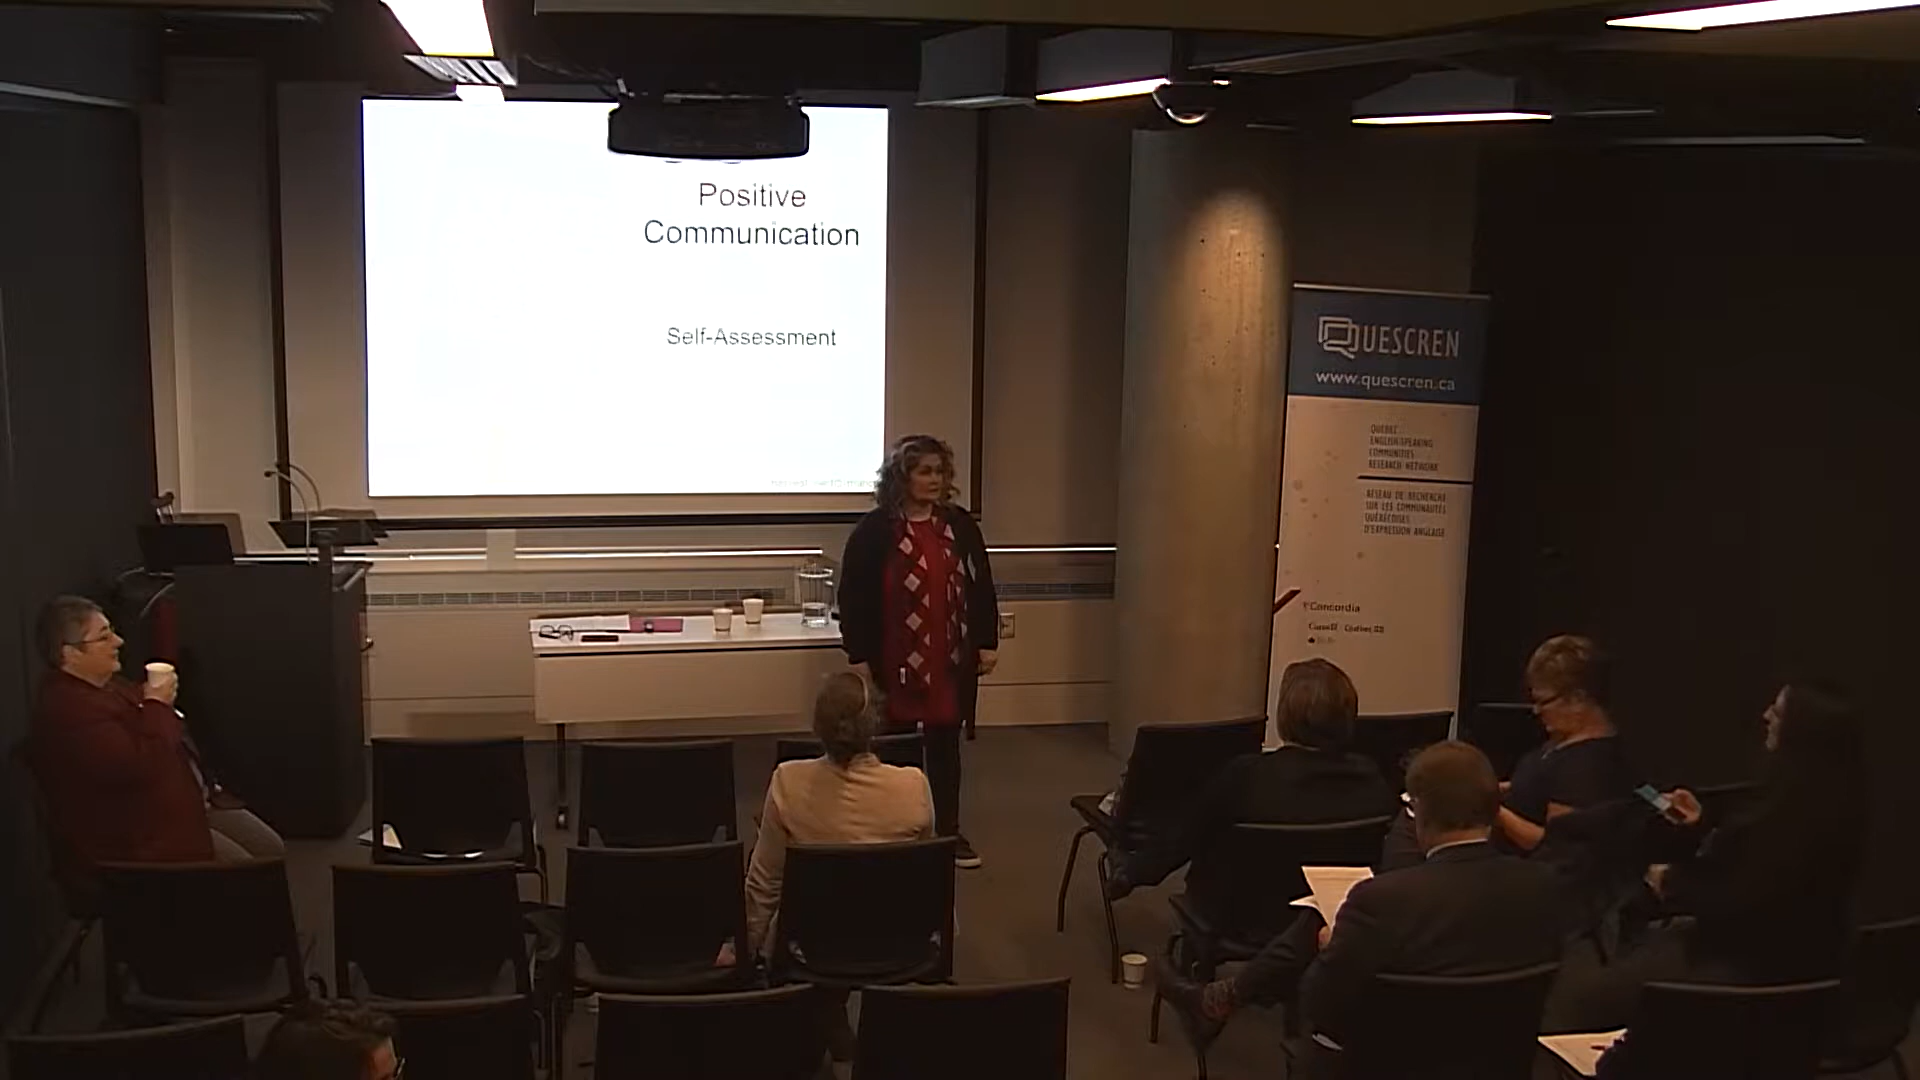 Positive
Communication
Self-Assessment
QUESCREN
www.quescren.ca
QUEBEC
ENGLISH-SPEAKING
COMMUNITIES
RESEARCH NETWORK
RÉSEAU DE RECHERCHE
SUR LES COMMUNAUTÉS
QUÉBÉCOISES
D'EXPRESSION ANGLAISE
Concordia